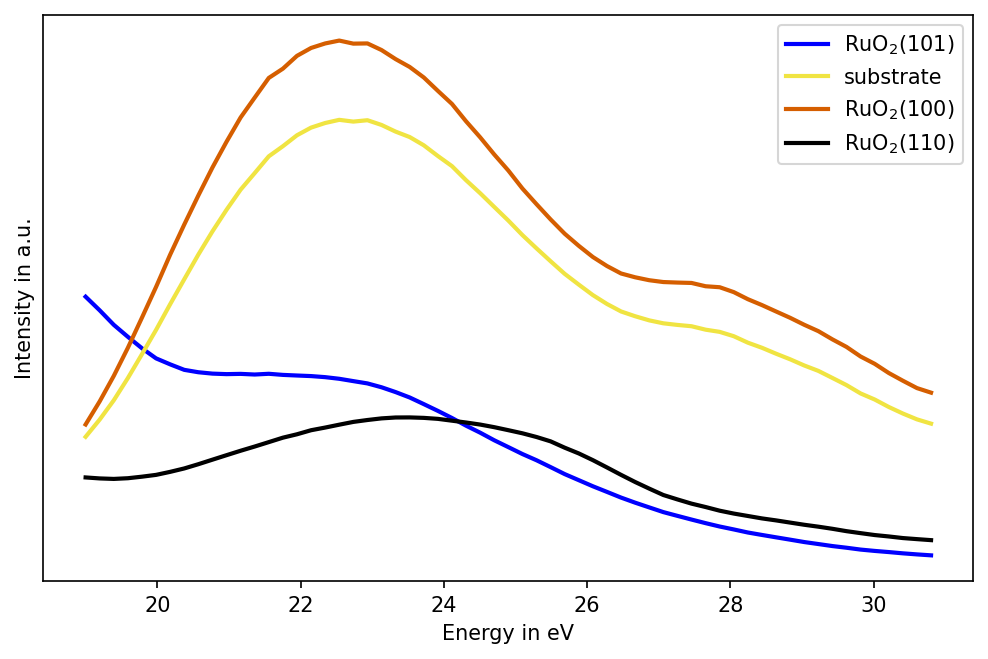 RuO₂(101)
substrate
RuO₂(100)
RuO₂(110)
Intensity in a.u.
20 22 24 26 28 30
Energy in eV